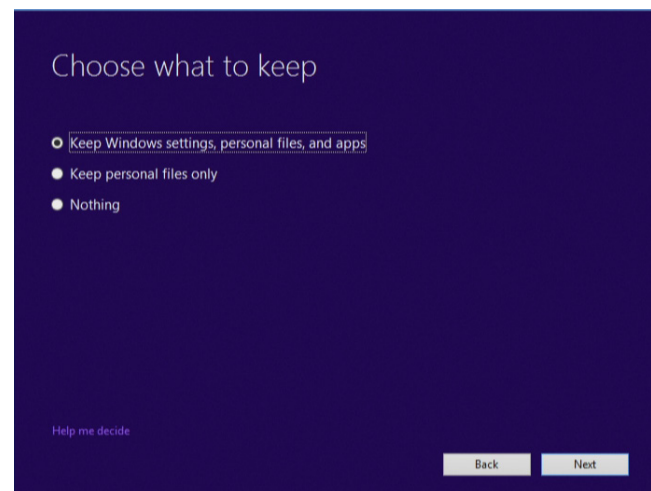 Choose what to keep
Keep Windows settings, personal files, and apps
Keep personal files only
Nothing
Help me decide
Back
Next